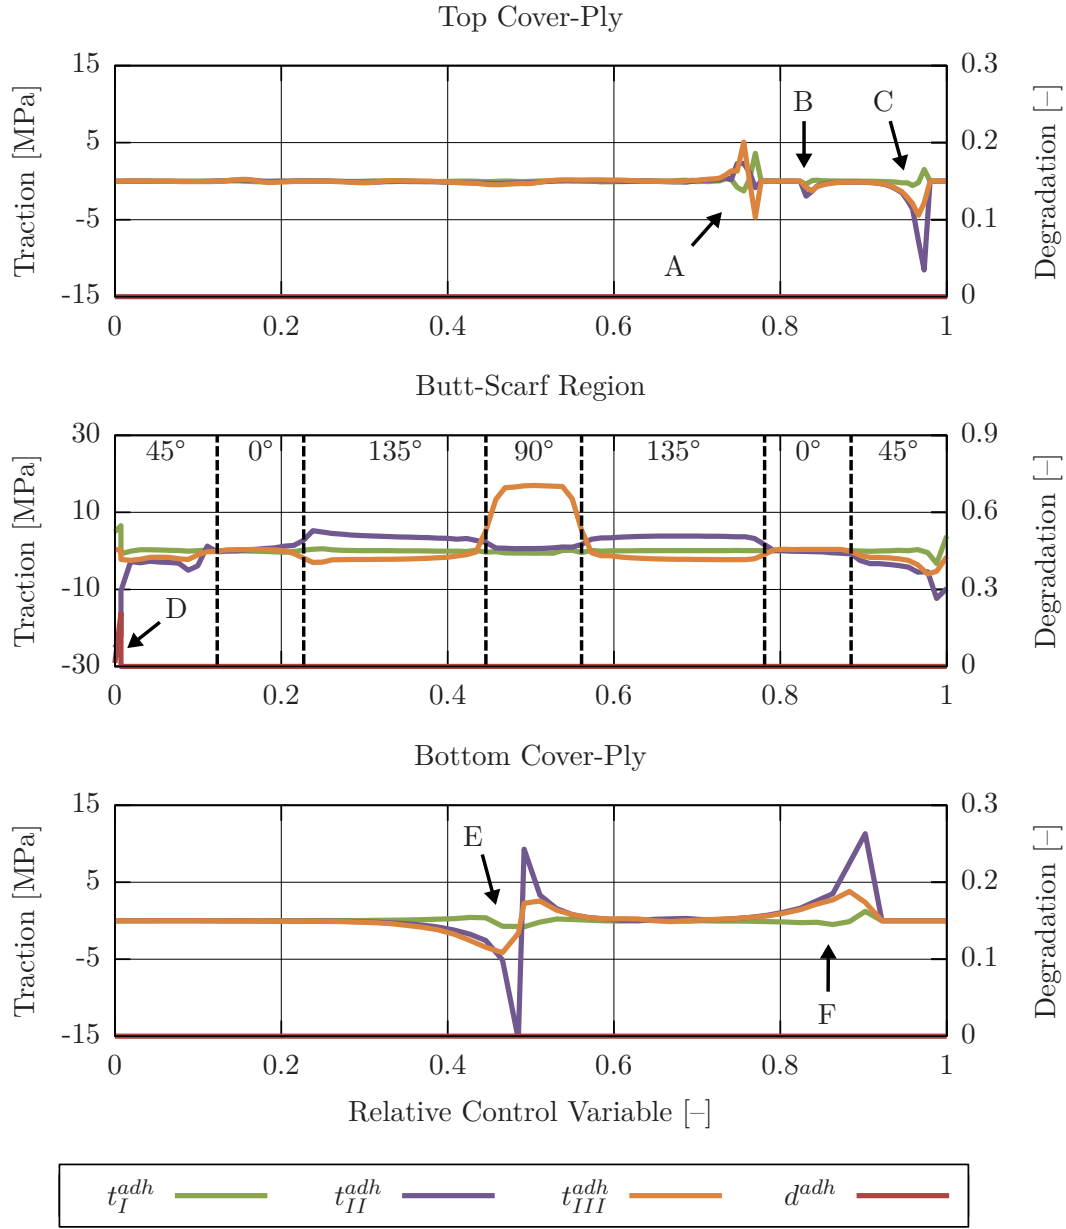 Top Cover-Ply
Traction [MPa]
15
5
-5
-15
A
B
C
0.3
0.2
0.1
0
Degradation [–]
0 0.2 0.4 0.6 0.8 1
Butt-Scarf Region
Traction [MPa]
30
10
-10
-30
45° 0° 135° 90° 135° 0° 45°
D
0.9
0.6
0.3
0
Degradation [–]
0 0.2 0.4 0.6 0.8 1
Bottom Cover-Ply
Traction [MPa]
15
5
-5
-15
E
F
0.3
0.2
0.1
0
Degradation [–]
0 0.2 0.4 0.6 0.8 1
Relative Control Variable [–]
t_I^{adh} t_{II}^{adh} t_{III}^{adh} d^{adh}